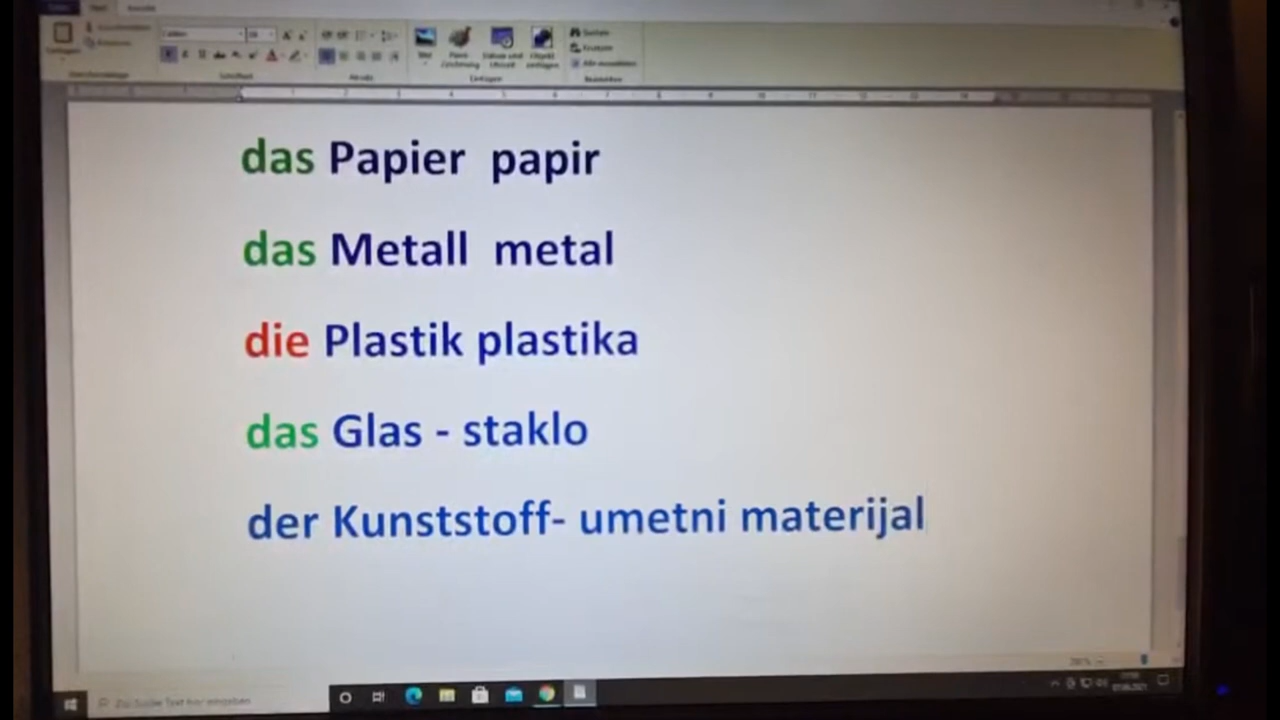 das Papier papir
das Metall metal
die Plastik plastika
das Glas - staklo
der Kunststoff- umetni materijal